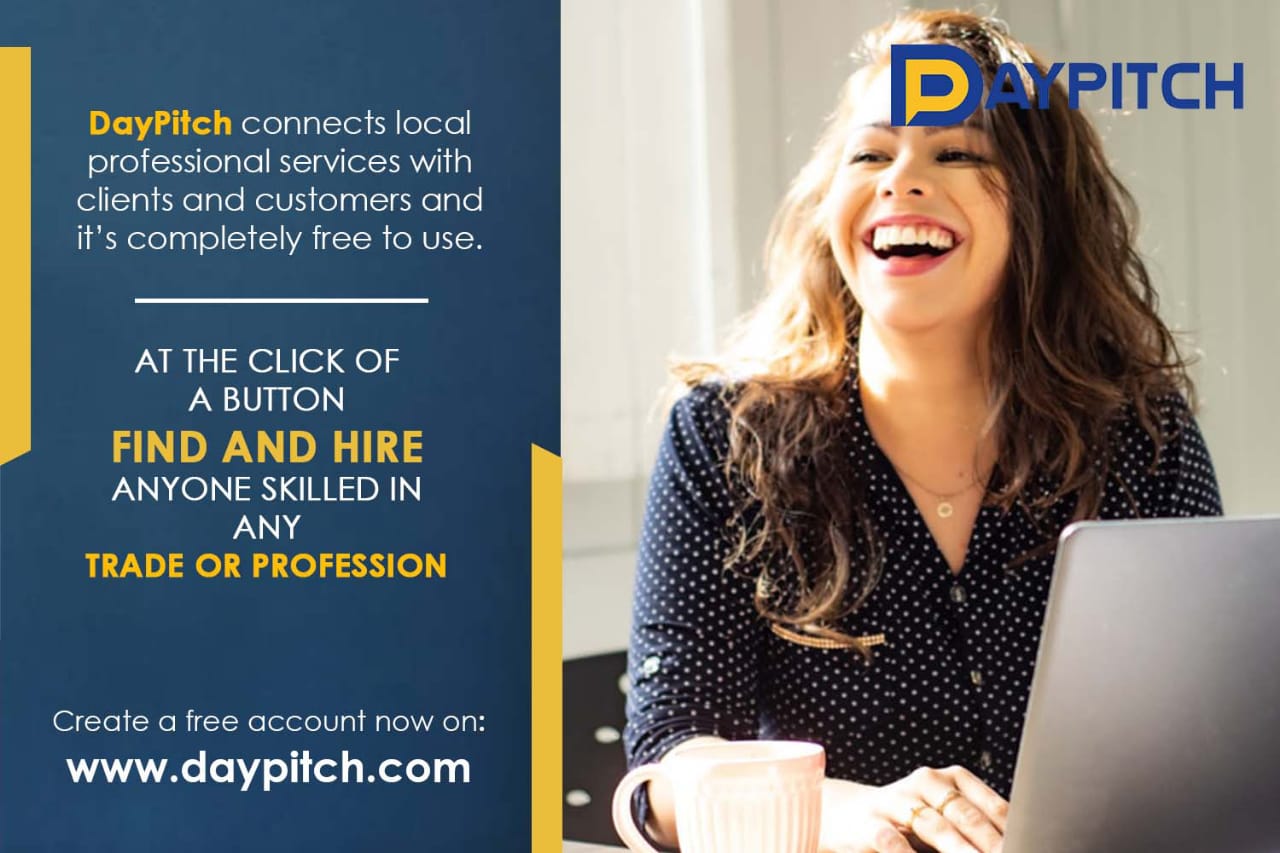 DayPitch connects local
professional services with
clients and customers and
it’s completely free to use.
AT THE CLICK OF
A BUTTON
FIND AND HIRE
ANYONE SKILLED IN
ANY
TRADE OR PROFESSION
Create a free account now on:
www.daypitch.com
DAYPITCH